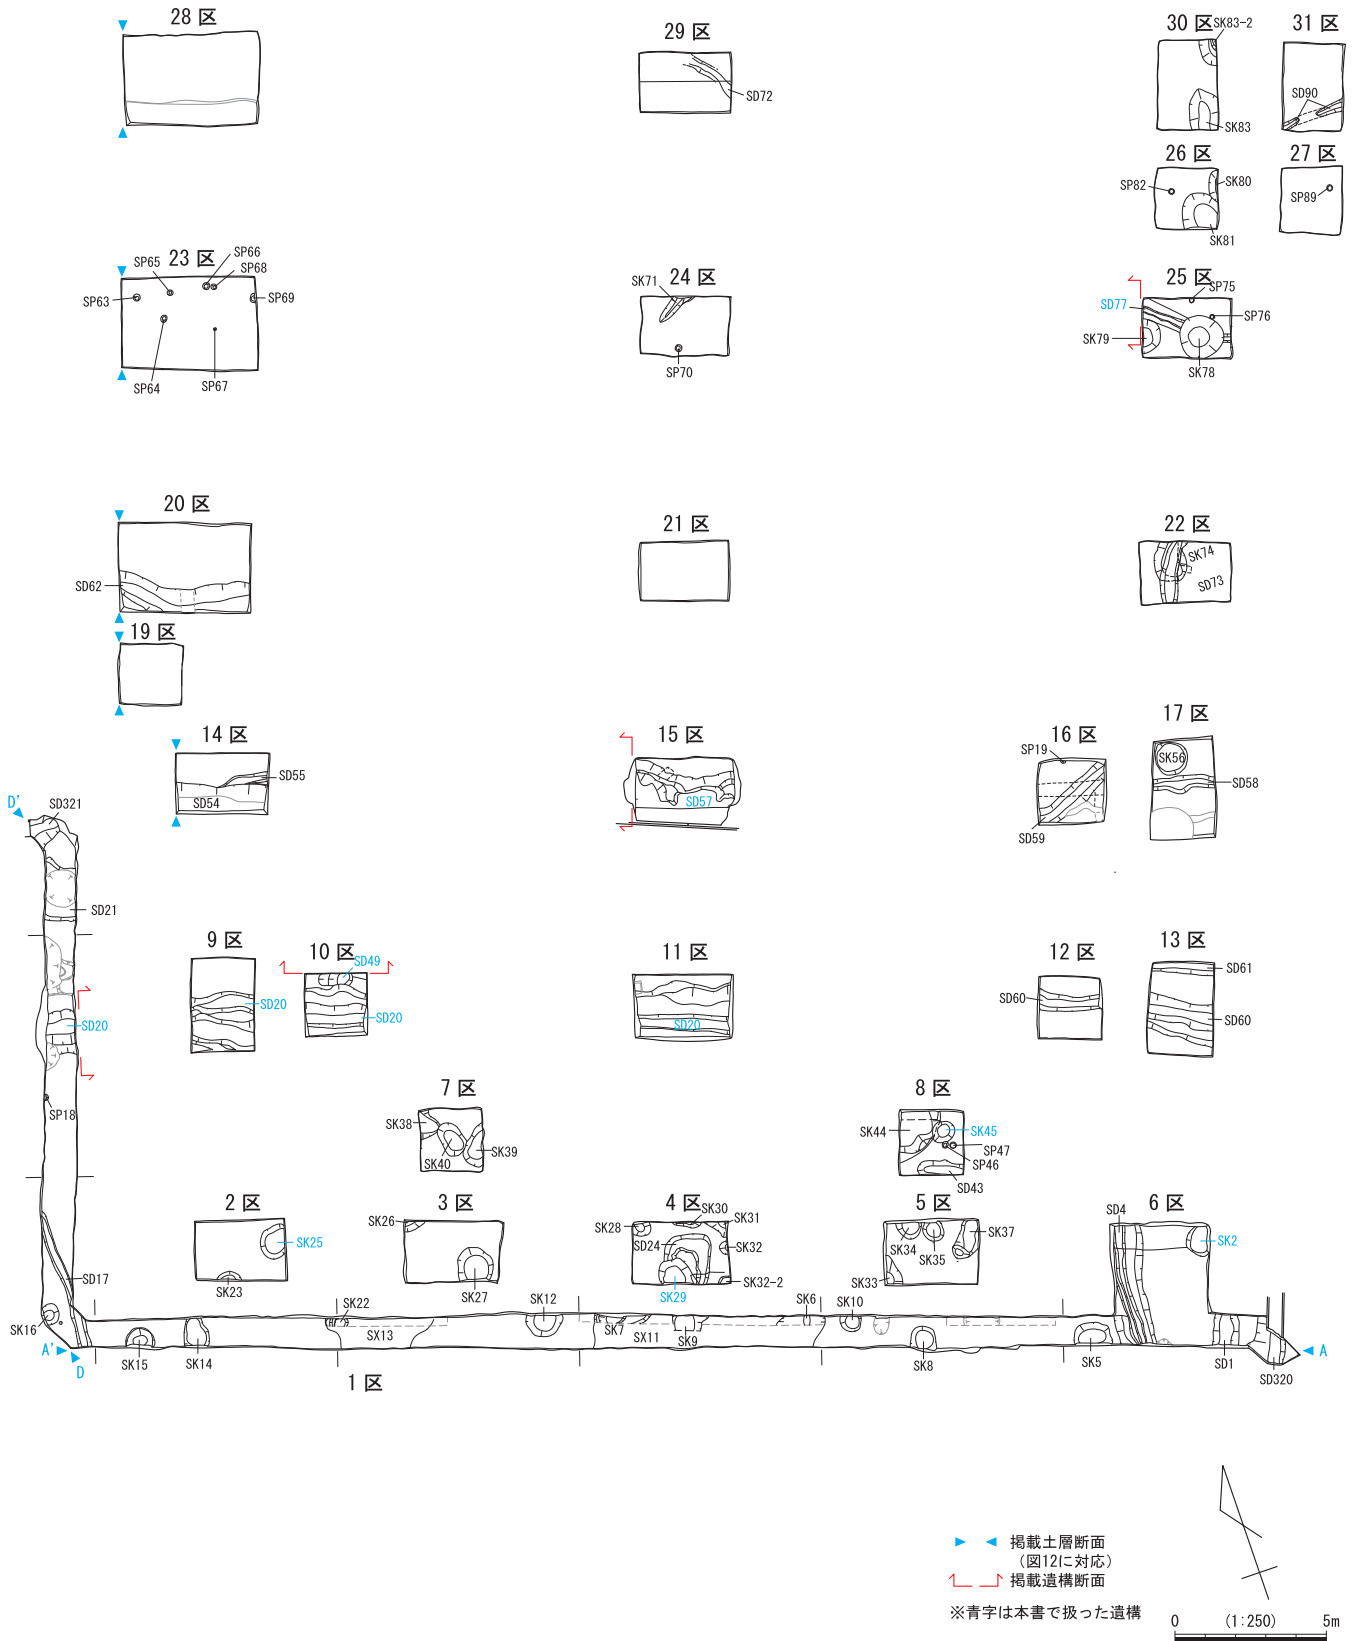 28 区
29 区
30 区
SK83-2
31 区
SD72
SD90
SK83
26 区
27 区
SP82
SK80
SP89
SK81
23 区
SP66
SP65
SP68
SP63
SP69
SP64
SP67
24 区
SK71
SP70
25 区
SP75
SD77
SP76
SK79
SK78
20 区
SD62
21 区
22 区
SK74
SD73
19 区
14 区
SD55
SD54
15 区
SD57
16 区
SP19
SD59
17 区
SK56
SD58
D'
SD321
SD21
SD20
SP18
9 区
SD20
10 区
SD49
SD20
11 区
SD20
12 区
SD60
13 区
SD61
SD60
7 区
SK38
SK40
SK39
8 区
SK44
SK45
SP47
SP46
SD43
2 区
SK25
SK23
3 区
SK26
SK27
4 区
SK30
SK28
SK31
SD24
SK32
SK32-2
SK29
5 区
SK37
SK34
SK35
SK33
6 区
SD4
SK2
SD17
SK16
SK22
SK12
SK6
SK10
SX13
SK7
SX11
SK9
A'
D
SK15
SK14
SK8
SK5
SD1
SD320
A
1 区
掲載土層断面
（図12に対応）
掲載遺構断面
※青字は本書で扱った遺構
0 (1:250) 5m